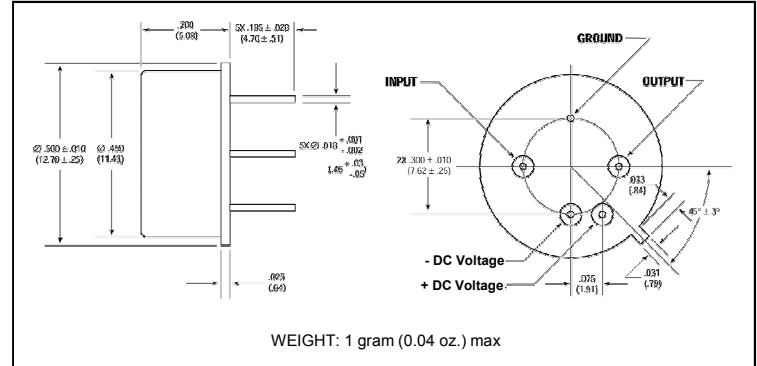 .200
(5.08)
5X .185 ± .020
(4.70 ± .51)
Ø .500 ± .010
(12.70 ± .25)
Ø .450
(11.43)
5X Ø .018 +.001 -.002
(.46 +.03 -.05)
.025
(.64)
GROUND
INPUT
OUTPUT
2X .300 ± .010
(7.62 ± .25)
.033
(.84)
45° ± 3°
- DC Voltage
+ DC Voltage
.075
(1.91)
.031
(.79)
WEIGHT: 1 gram (0.04 oz.) max